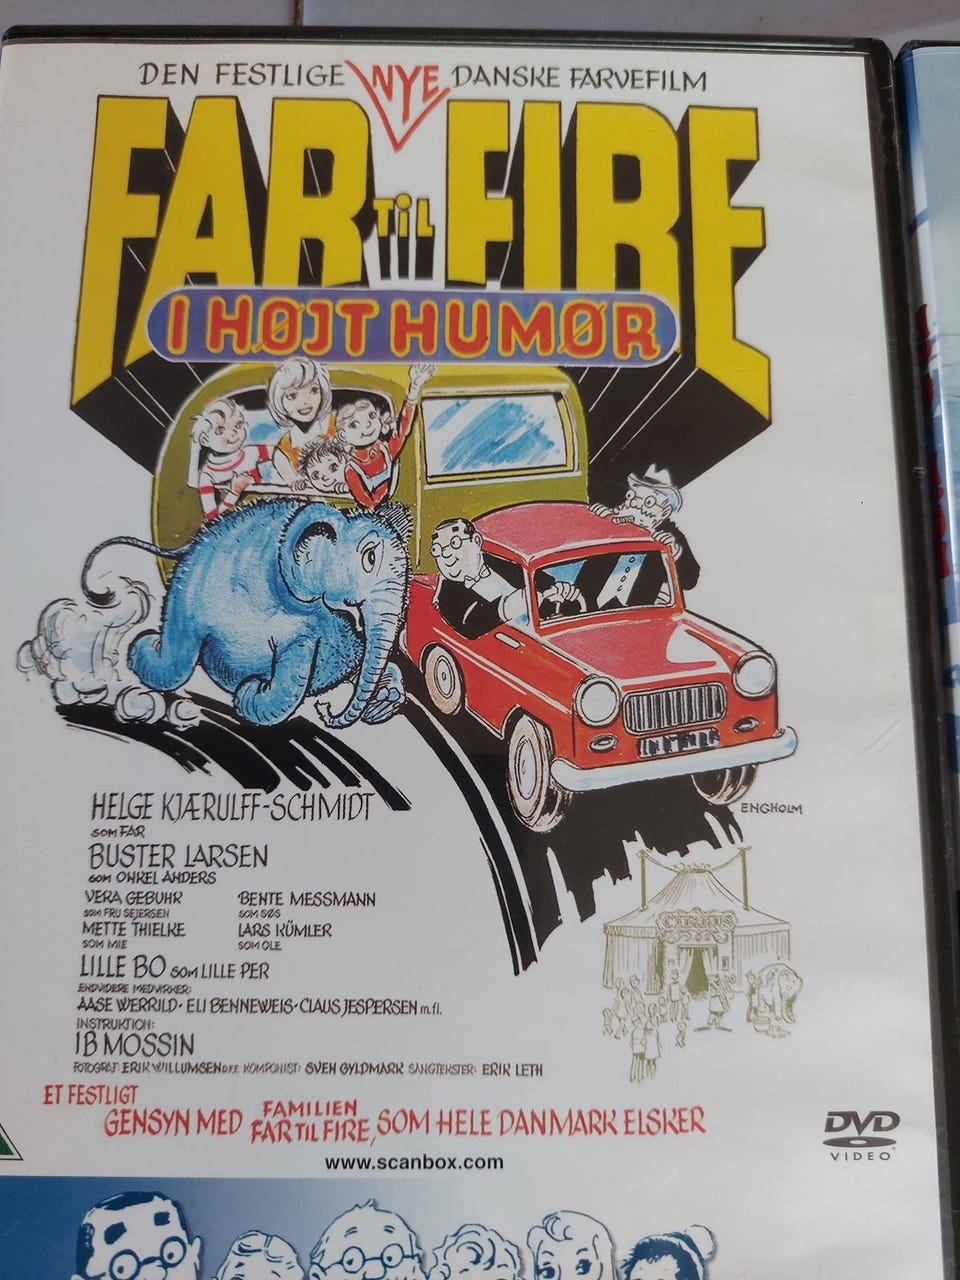 DEN FESTLIGE NYE DANSKE FARVEFILM
FAR TiL FIRE
I HØJT HUMØR
ENGHOLM
HELGE KJÆRULFF-SCHMIDT
SOM FAR
BUSTER LARSEN
SOM ONKEL ANDERS
VERA GEBUHR BENTE MESSMANN
SOM FRU SEJERSEN SOM SØS
METTE THIELKE LARS KÜMLER
SOM MIE SOM OLE
LILLE BO SOM LILLE PER
ENDVIDERE MEDVIRKER:
AASE WERRILD · ELI BENNEWEIS · CLAUS JESPERSEN m.fl.
INSTRUKTION:
IB MOSSIN
FOTOGRAF: ERIK WILLUMSEN D.F.F. KOMPONIST: SVEN GYLDMARK SANGTEKSTER: ERIK LETH
CIRKUS
ET FESTLIGT
GENSYN MED FAMILIEN FAR TIL FIRE, SOM HELE DANMARK ELSKER
DVD
VIDEO
www.scanbox.com